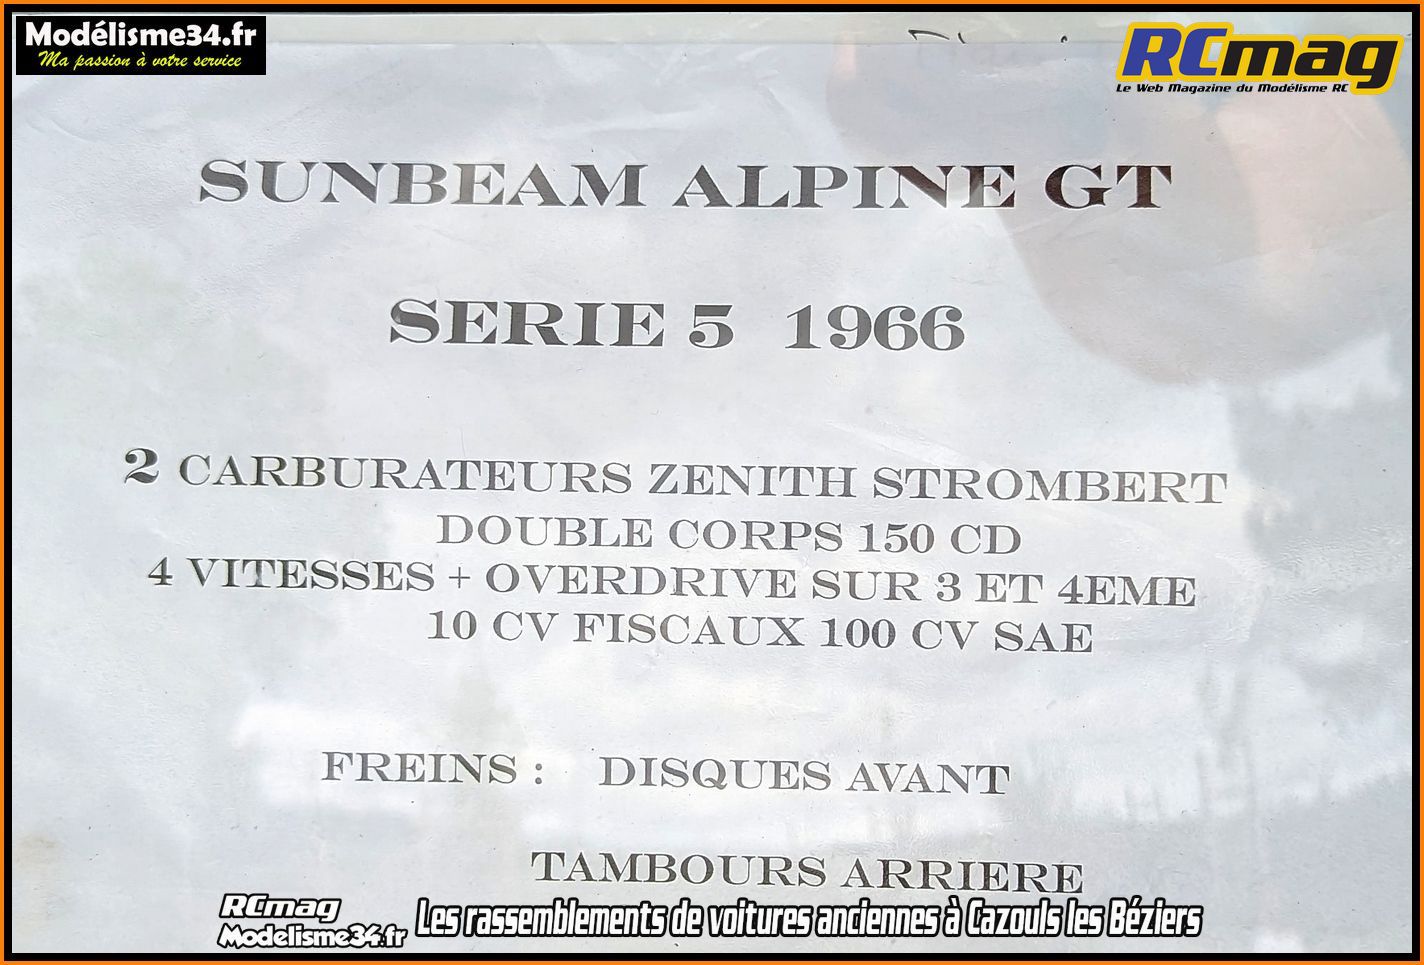 Modélisme34.fr
Ma passion à votre service
RCmag
Le Web Magazine du Modélisme RC
SUNBEAM ALPINE GT
SERIE 5 1966
2 CARBURATEURS ZENITH STROMBERT
DOUBLE CORPS 150 CD
4 VITESSES + OVERDRIVE SUR 3 ET 4EME
10 CV FISCAUX 100 CV SAE
FREINS : DISQUES AVANT
TAMBOURS ARRIERE
RCmag
Modelisme34.fr
Les rassemblements de voitures anciennes à Cazouls les Béziers